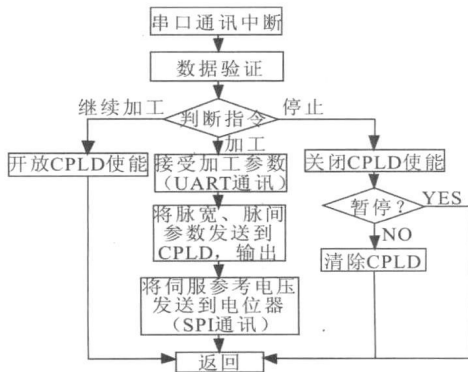 串口通讯中断
数据验证
继续加工
判断指令
停止
加工
开放CPLD使能
接受加工参数
(UART通讯)
关闭CPLD使能
将脉宽、脉间
参数发送到
CPLD，输出
暂停?
YES
NO
清除CPLD
将伺服参考电压
发送到电位器
(SPI通讯)
返回